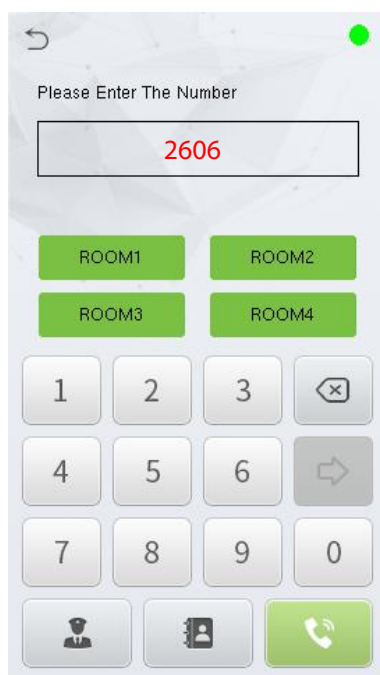 Please Enter The Number
2606
ROOM1 ROOM2
ROOM3 ROOM4
1 2 3
4 5 6
7 8 9 0